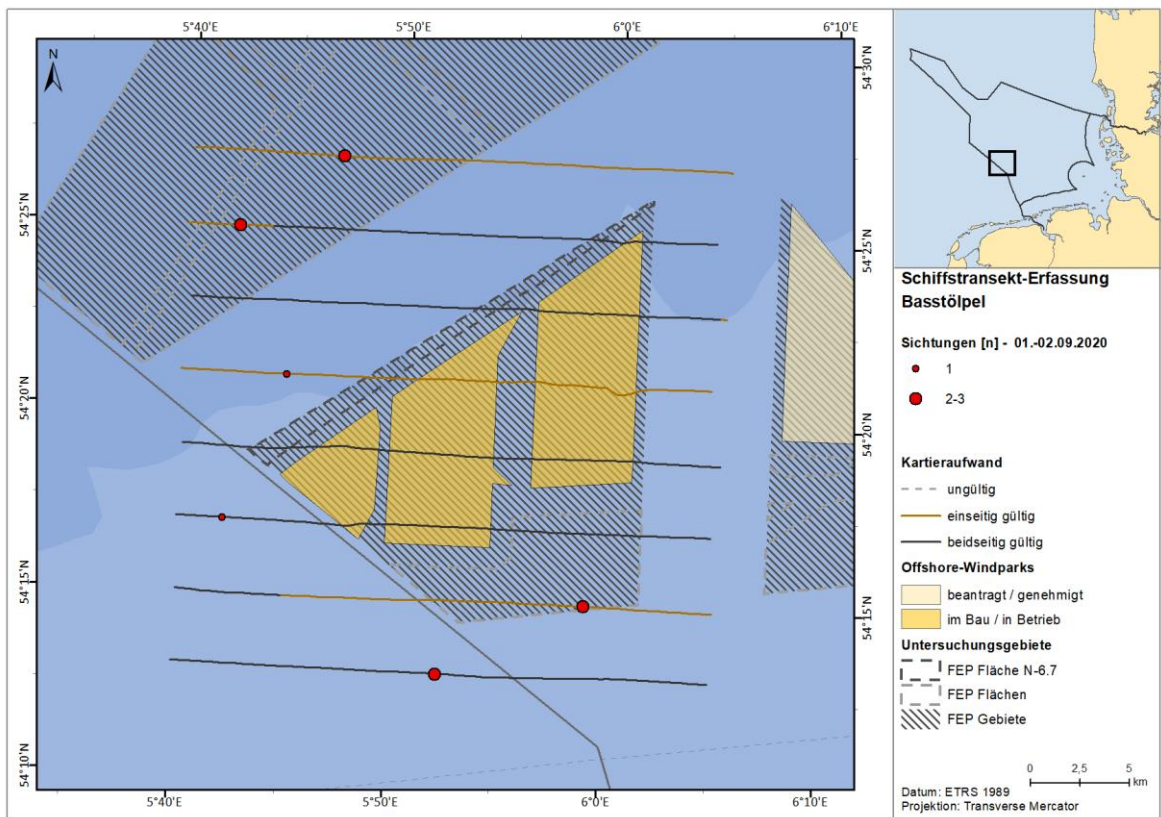 5°40'E
5°50'E
6°0'E
6°10'E
N
54°30'N
54°25'N
54°25'N
54°20'N
54°20'N
54°15'N
54°15'N
54°10'N
5°40'E
5°50'E
6°0'E
6°10'E
Schiffstransekt-Erfassung
Basstölpel
Sichtungen [n] - 01.-02.09.2020
1
2-3
Kartieraufwand
ungültig
einseitig gültig
beidseitig gültig
Offshore-Windparks
beantragt / genehmigt
im Bau / in Betrieb
Untersuchungsgebiete
FEP Fläche N-6.7
FEP Flächen
FEP Gebiete
0 2,5 5
km
Datum: ETRS 1989
Projektion: Transverse Mercator